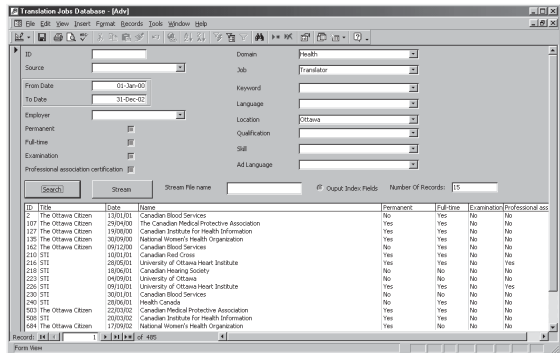 Translation Jobs Database - [Adv]
File Edit View Insert Format Records Tools Window Help
ID Domain Health
Source Job Translator
From Date 01-Jan-00 Keyword
To Date 31-Dec-02 Language
Employer Location Ottawa
Permanent Qualification
Full-time Skill
Examination
Professional association certification Ad Language
Search Stream Stream File name Ouput Index Fields Number Of Records: 15
ID Title Date Name Permanent Full-time Examination Professional ass
2 The Ottawa Citizen 13/01/01 Canadian Blood Services No Yes No No
107 The Ottawa Citizen 29/04/00 The Canadian Medical Protective Association Yes Yes No No
127 The Ottawa Citizen 19/08/00 Canadian Institute for Health Information Yes Yes No No
135 The Ottawa Citizen 30/09/00 National Women's Health Organization Yes Yes No No
162 The Ottawa Citizen 09/12/00 Canadian Blood Services No Yes No No
210 STI 10/01/01 Canadian Red Cross Yes Yes No No
216 STI 28/05/01 University of Ottawa Heart Institute Yes Yes No Yes
218 STI 18/06/01 Canadian Hearing Society No No No No
223 STI 04/09/01 University of Ottawa No No No No
226 STI 09/10/01 University of Ottawa Heart Institute Yes Yes No Yes
230 STI 30/01/01 Canadian Blood Services No No No No
240 STI 28/06/01 Health Canada No Yes No No
503 The Ottawa Citizen 22/03/02 Canadian Medical Protective Association Yes Yes No No
508 STI 20/03/02 Canadian Institute for Health Information Yes Yes No No
684 The Ottawa Citizen 17/09/02 National Women's Health Organization Yes No No No
Record: 1 of 485
Form View